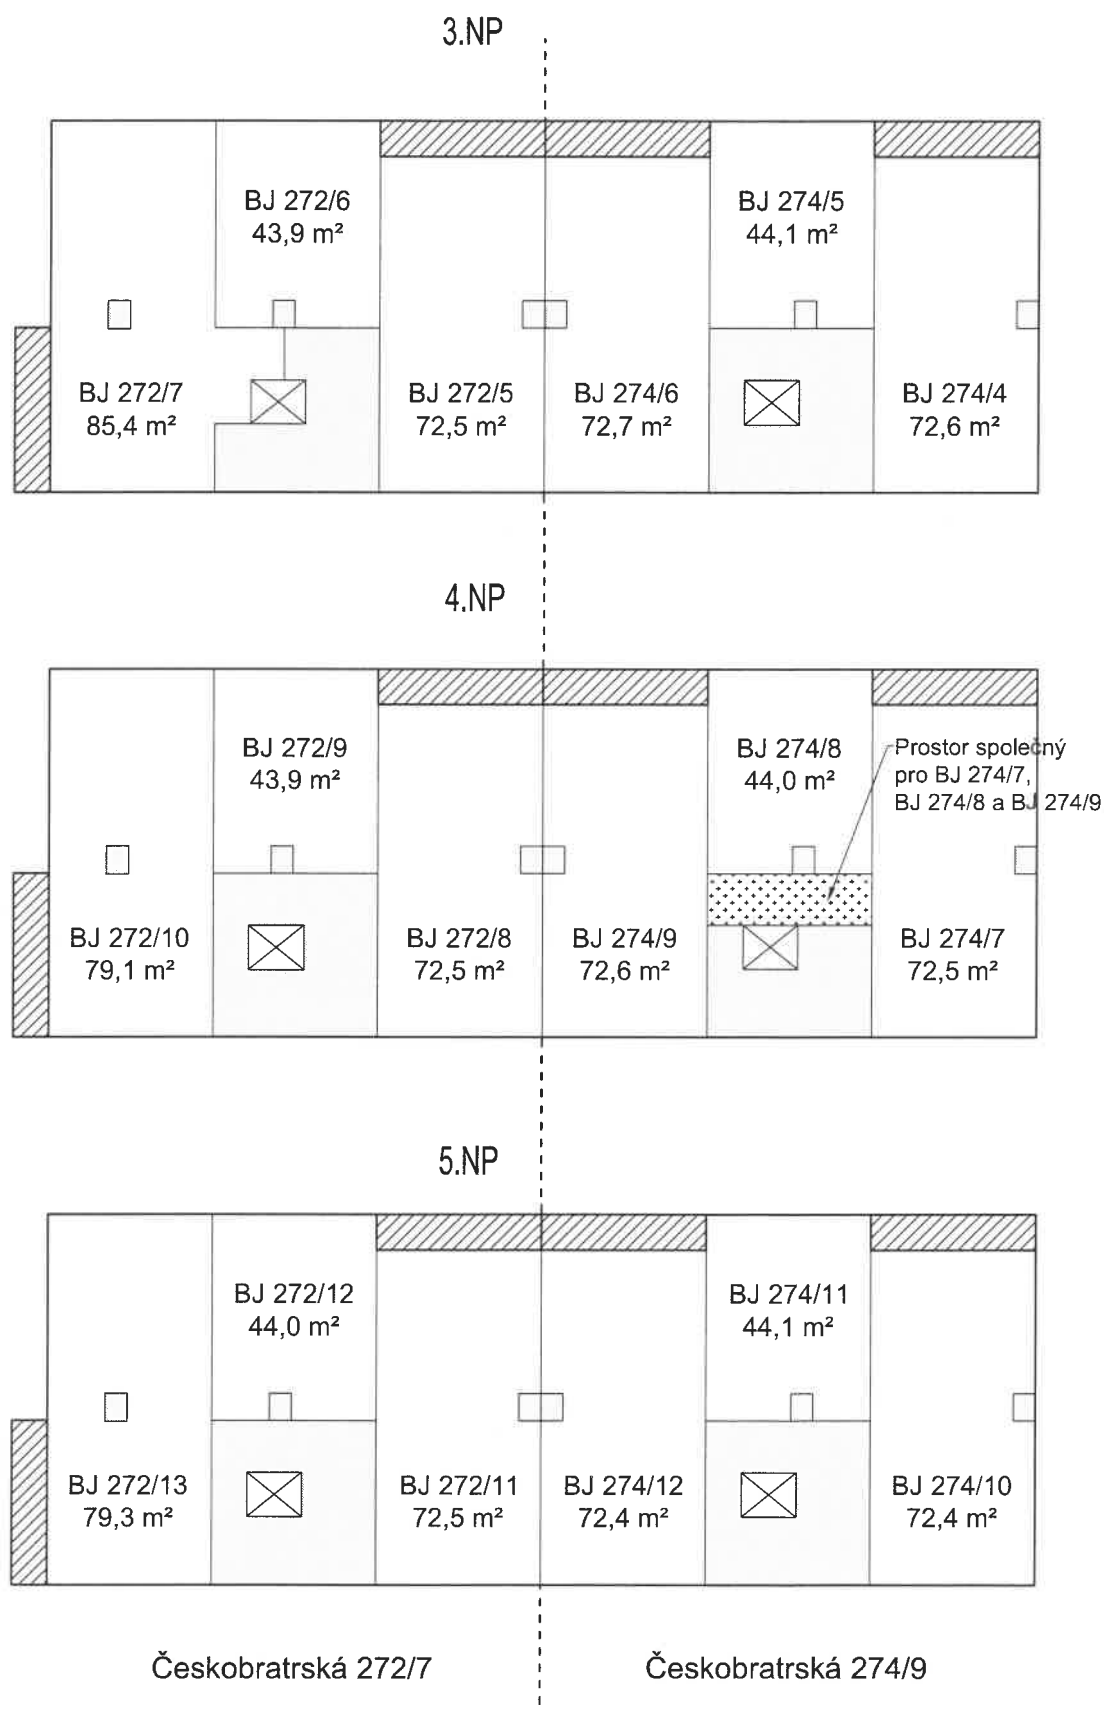 3.NP
BJ 272/6
43,9 m²
BJ 274/5
44,1 m²
BJ 272/7
85,4 m²
BJ 272/5
72,5 m²
BJ 274/6
72,7 m²
BJ 274/4
72,6 m²
4.NP
BJ 272/9
43,9 m²
BJ 274/8
44,0 m²
Prostor společný
pro BJ 274/7,
BJ 274/8 a BJ 274/9
BJ 272/10
79,1 m²
BJ 272/8
72,5 m²
BJ 274/9
72,6 m²
BJ 274/7
72,5 m²
5.NP
BJ 272/12
44,0 m²
BJ 274/11
44,1 m²
BJ 272/13
79,3 m²
BJ 272/11
72,5 m²
BJ 274/12
72,4 m²
BJ 274/10
72,4 m²
Českobratrská 272/7
Českobratrská 274/9